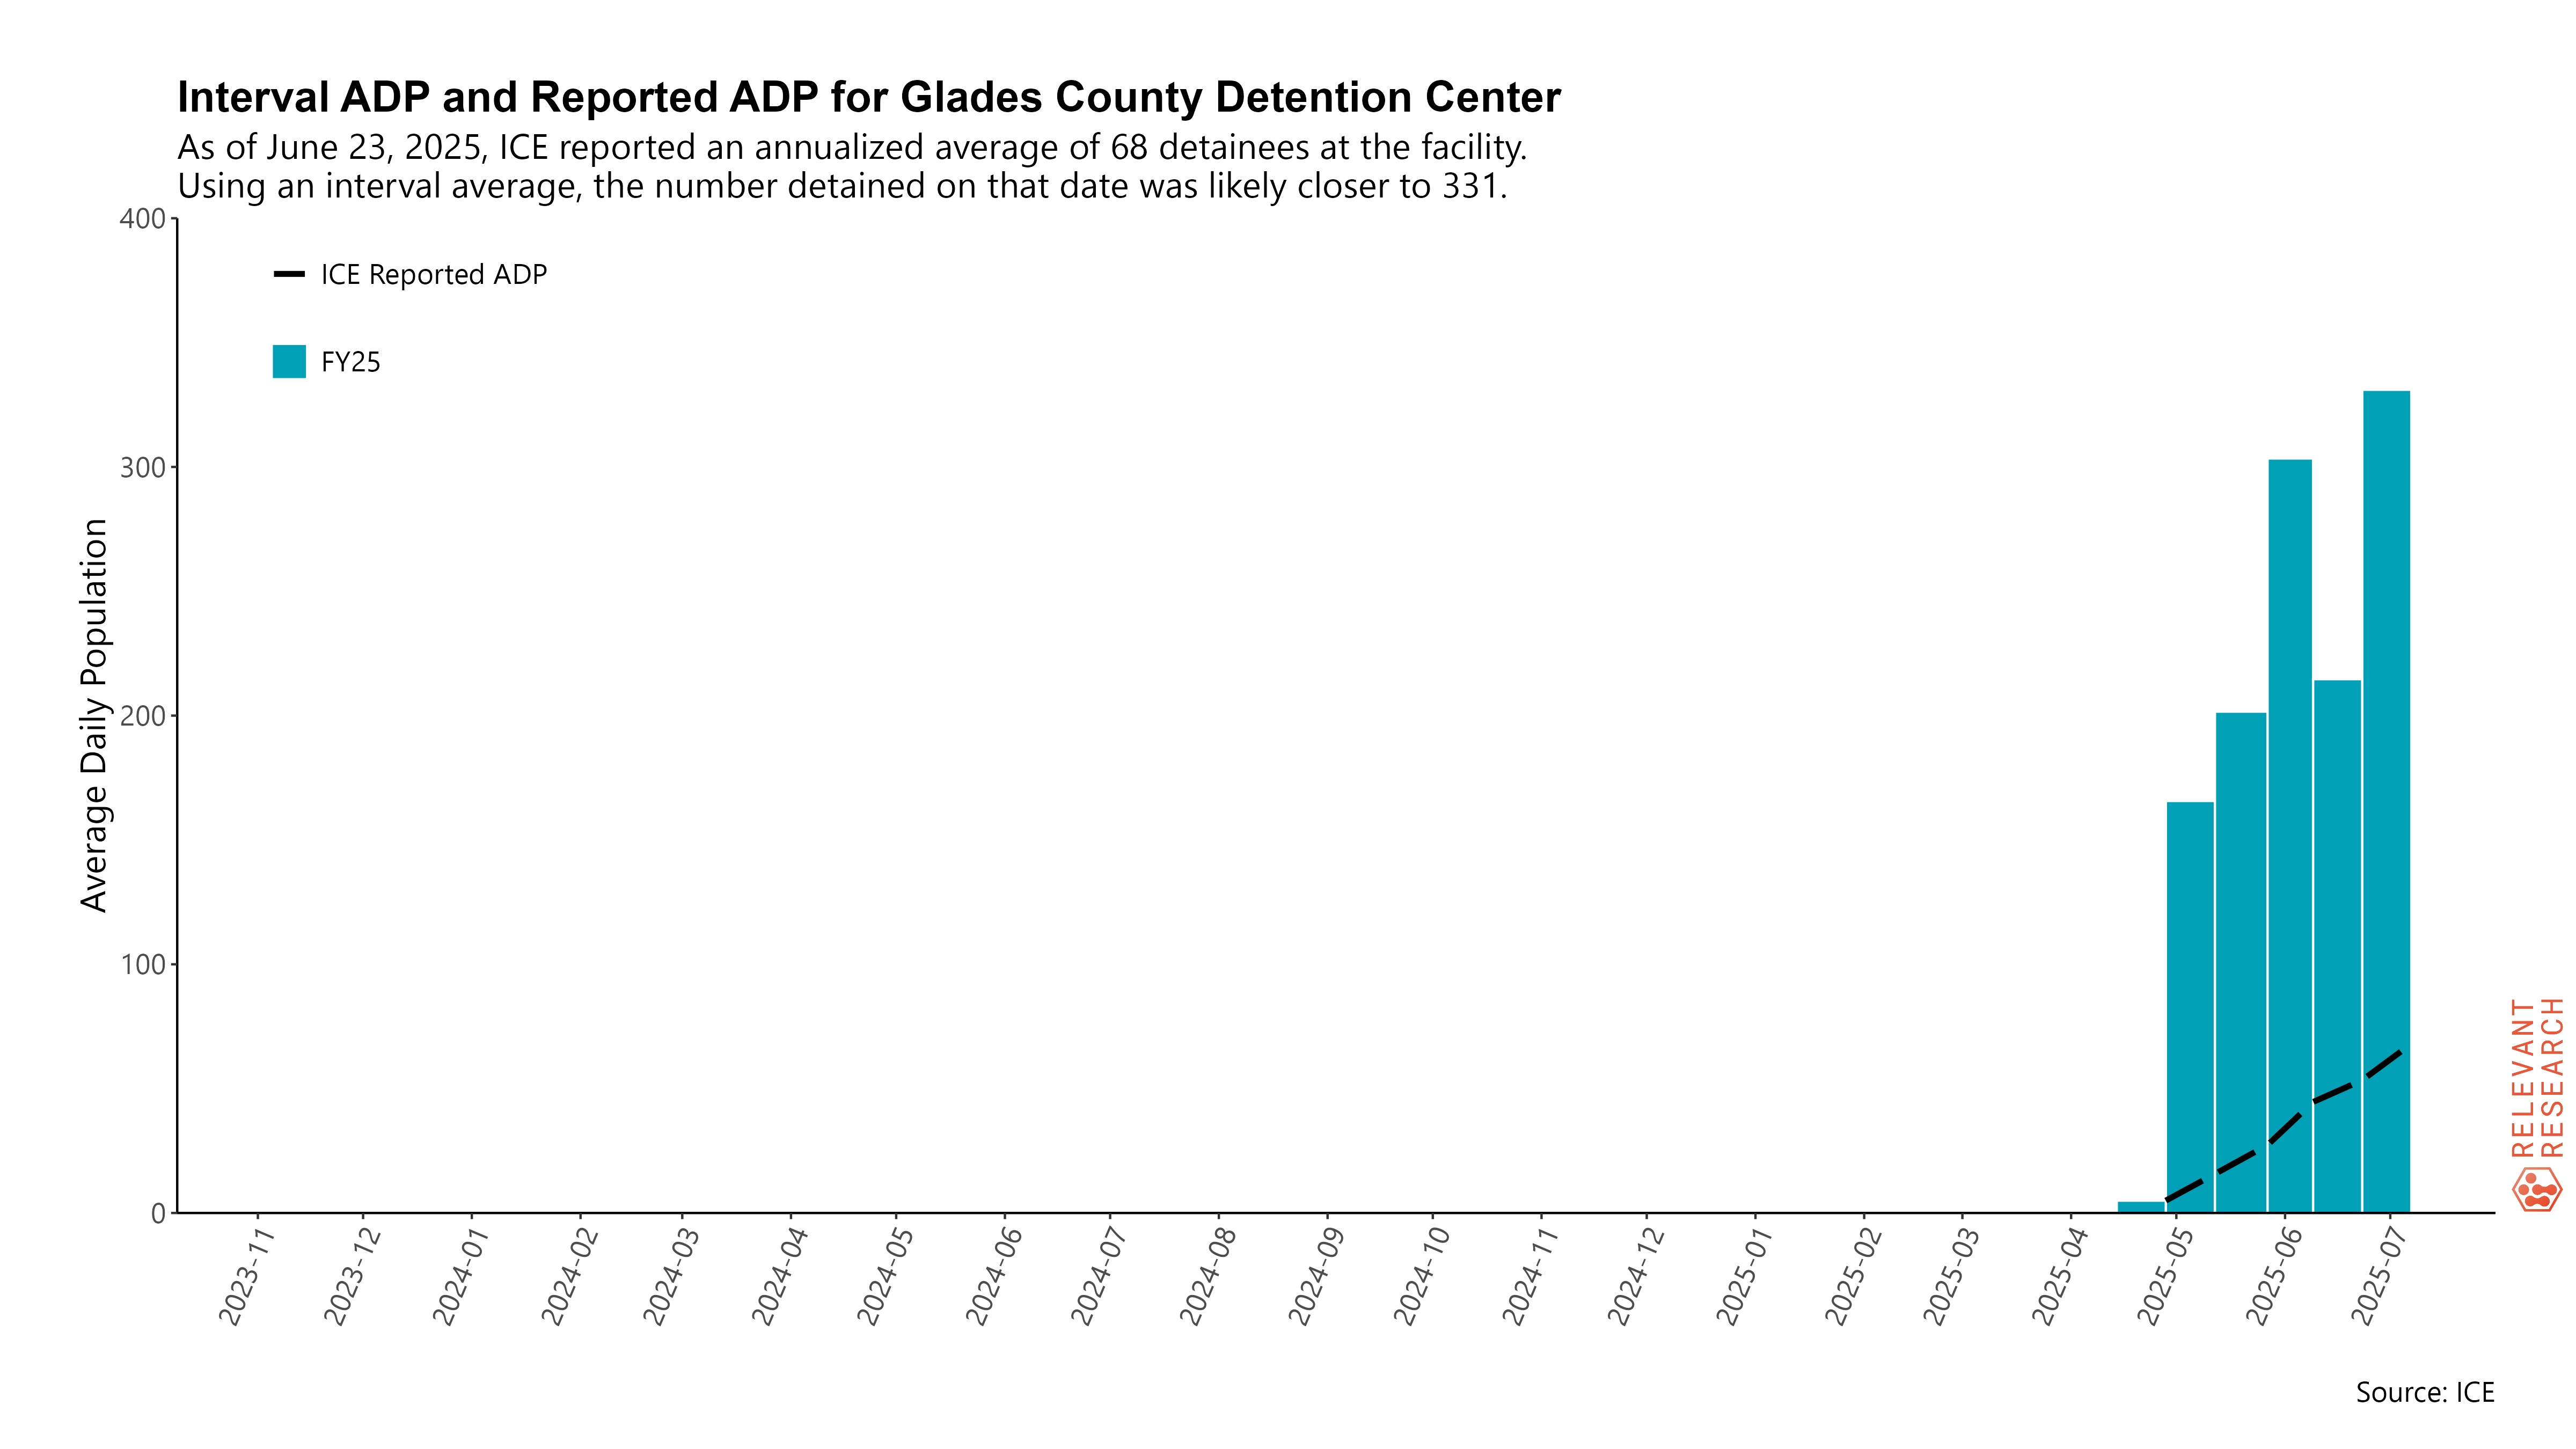 Interval ADP and Reported ADP for Glades County Detention Center
As of June 23, 2025, ICE reported an annualized average of 68 detainees at the facility.
Using an interval average, the number detained on that date was likely closer to 331.
ICE Reported ADP
FY25
Average Daily Population
400
300
200
100
0
2023-11
2023-12
2024-01
2024-02
2024-03
2024-04
2024-05
2024-06
2024-07
2024-08
2024-09
2024-10
2024-11
2024-12
2025-01
2025-02
2025-03
2025-04
2025-05
2025-06
2025-07
RELEVANT
RESEARCH
Source: ICE